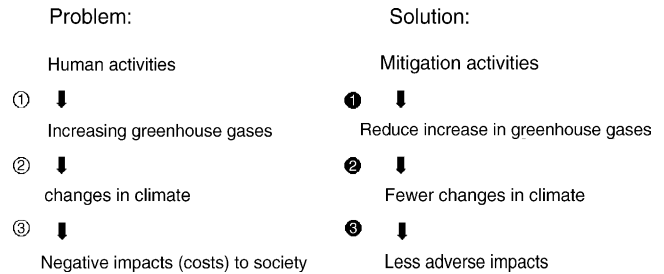 Problem:
Human activities
①
Increasing greenhouse gases
②
changes in climate
③
Negative impacts (costs) to society
Solution:
Mitigation activities
❶
Reduce increase in greenhouse gases
❷
Fewer changes in climate
❸
Less adverse impacts